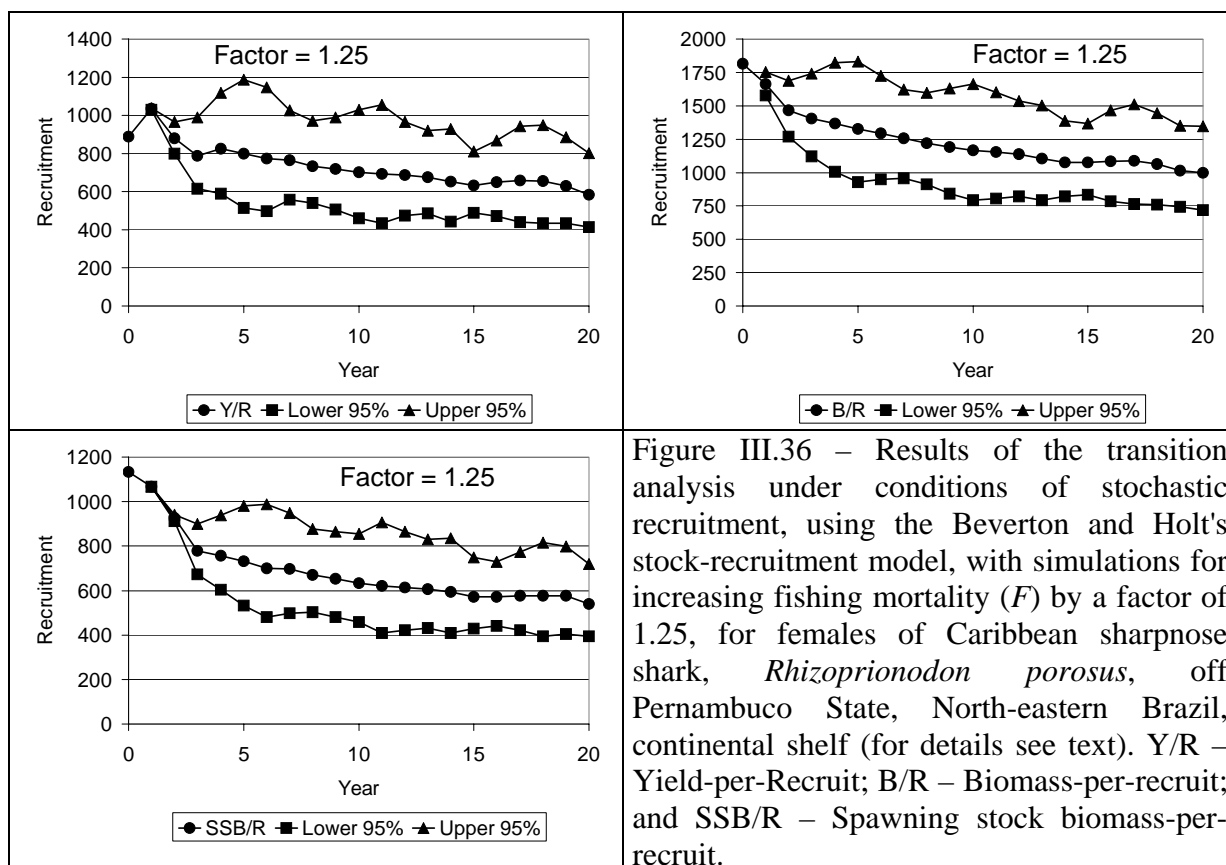 Factor = 1.25
1400
1200
1000
800
600
400
200
0
Recruitment
0 5 10 15 20
Year
Y/R Lower 95% Upper 95%
Factor = 1.25
2000
1750
1500
1250
1000
750
500
250
0
Recruitment
0 5 10 15 20
Year
B/R Lower 95% Upper 95%
Factor = 1.25
1200
1000
800
600
400
200
0
Recruitment
0 5 10 15 20
Year
SSB/R Lower 95% Upper 95%
Figure III.36 – Results of the transition
analysis under conditions of stochastic
recruitment, using the Beverton and Holt's
stock-recruitment model, with simulations for
increasing fishing mortality (F) by a factor of
1.25, for females of Caribbean sharpnose
shark, Rhizoprionodon porosus, off
Pernambuco State, North-eastern Brazil,
continental shelf (for details see text). Y/R –
Yield-per-Recruit; B/R – Biomass-per-recruit;
and SSB/R – Spawning stock biomass-per-
recruit.